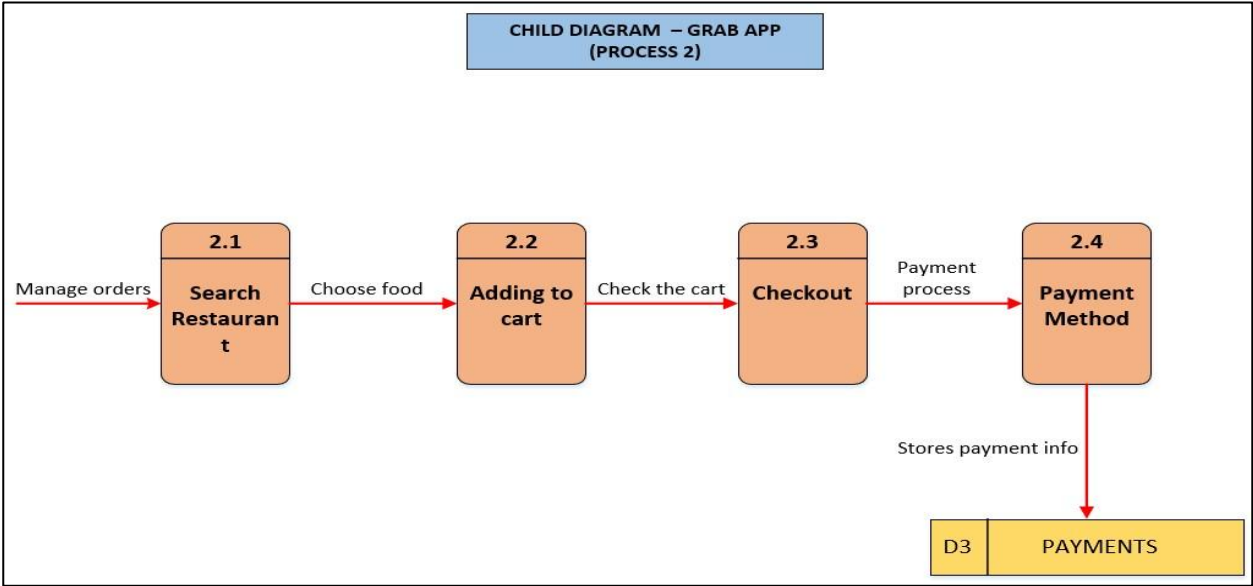 CHILD DIAGRAM – GRAB APP
(PROCESS 2)
2.1
2.2
2.3
2.4
Manage orders
Search
Restauran
t
Choose food
Adding to
cart
Check the cart
Checkout
Payment
process
Payment
Method
Stores payment info
D3
PAYMENTS